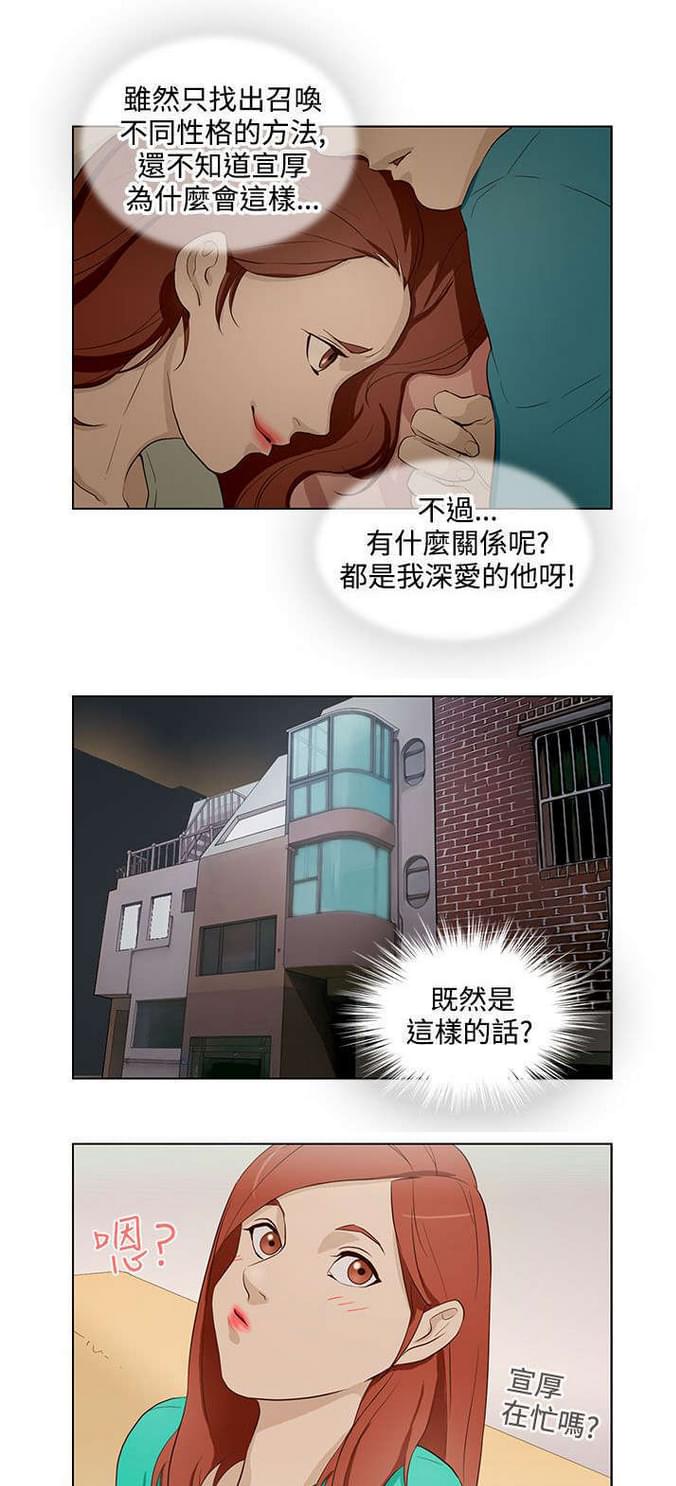 雖然只找出召喚
不同性格的方法,
還不知道宣厚
為什麼會這樣...
不過...
有什麼關係呢?
都是我深愛的他呀!
既然是
這樣的話?
嗯?
宣厚
在忙嗎?